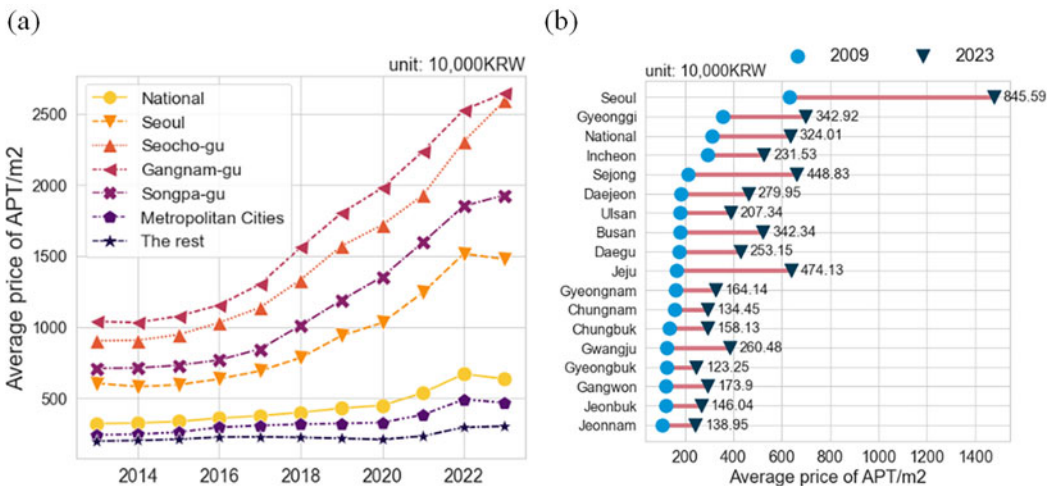 (a)
unit: 10,000KRW
National
Seoul
Seocho-gu
Gangnam-gu
Songpa-gu
Metropolitan Cities
The rest
Average price of APT/m2
2500
2000
1500
1000
500
2014
2016
2018
2020
2022
(b)
2009
2023
unit: 10,000KRW
Seoul 845.59
Gyeonggi 342.92
National 324.01
Incheon 231.53
Sejong 448.83
Daejeon 279.95
Ulsan 207.34
Busan 342.34
Daegu 253.15
Jeju 474.13
Gyeongnam 164.14
Chungnam 134.45
Chungbuk 158.13
Gwangju 260.48
Gyeongbuk 123.25
Gangwon 173.9
Jeonbuk 146.04
Jeonnam 138.95
200 400 600 800 1000 1200 1400
Average price of APT/m2